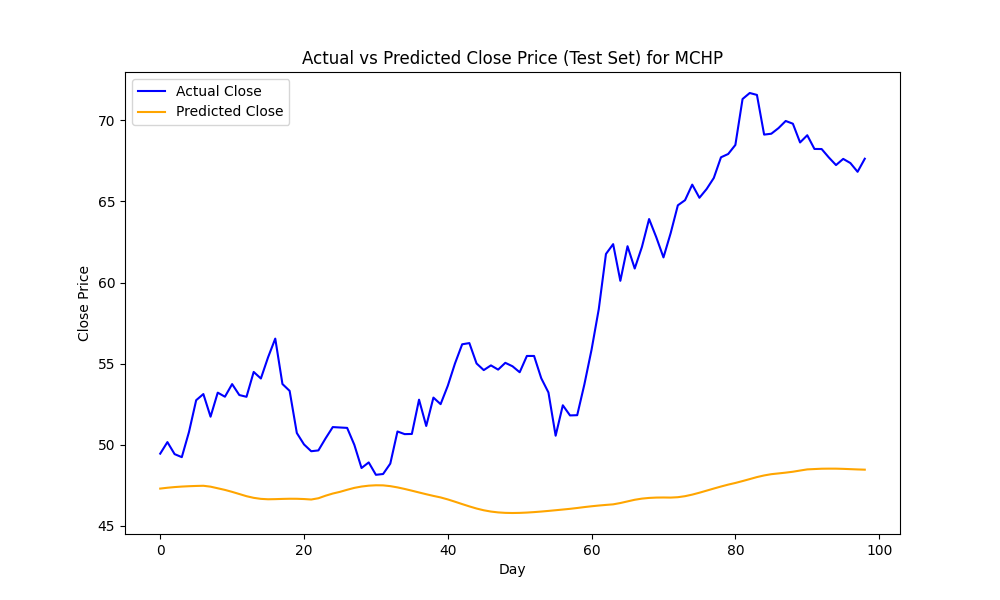 Actual vs Predicted Close Price (Test Set) for MCHP
Actual Close
Predicted Close
70
65
60
55
50
45
Close Price
0 20 40 60 80 100
Day